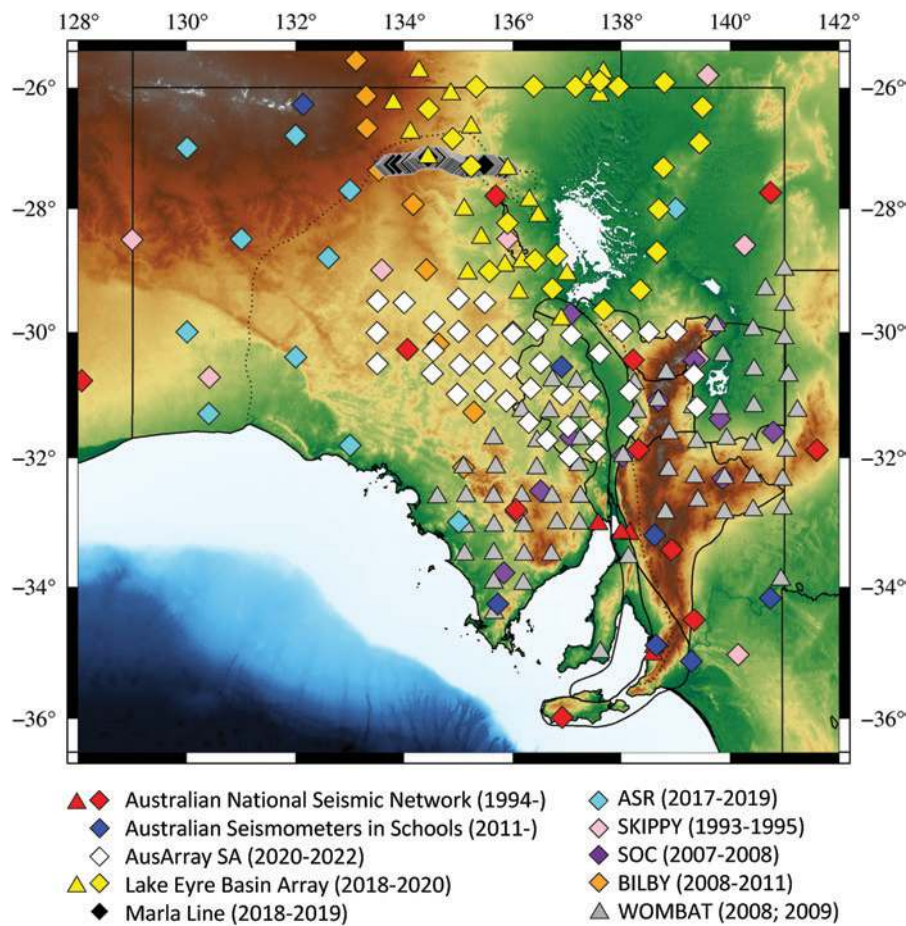 128° 130° 132° 134° 136° 138° 140° 142°
−26° −26°
−28° −28°
−30° −30°
−32° −32°
−34° −34°
−36° −36°
Australian National Seismic Network (1994-) ASR (2017-2019)
Australian Seismometers in Schools (2011-) SKIPPY (1993-1995)
AusArray SA (2020-2022) SOC (2007-2008)
Lake Eyre Basin Array (2018-2020) BILBY (2008-2011)
Marla Line (2018-2019) WOMBAT (2008; 2009)